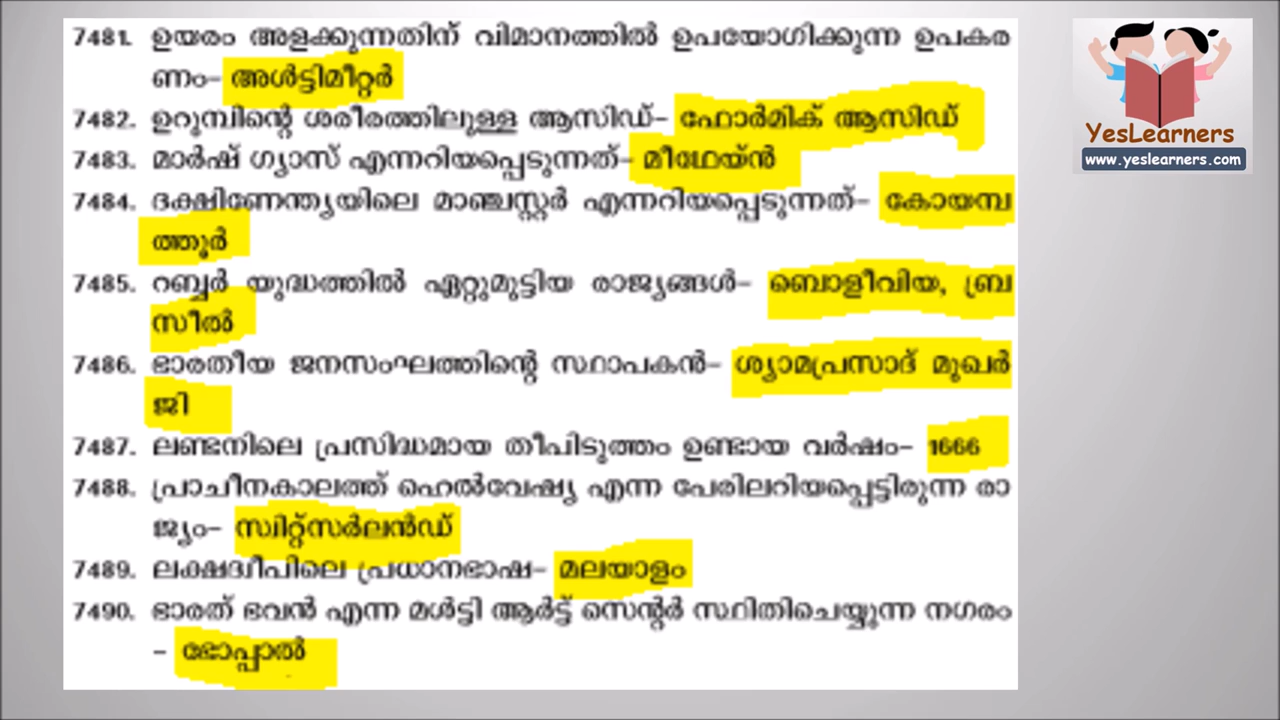 7481. ഉയരം അളക്കുന്നതിന് വിമാനത്തിൽ ഉപയോഗിക്കുന്ന ഉപകര
ണം- അൾട്ടിമീറ്റർ
7482. ഉറുമ്പിന്റെ ശരീരത്തിലുള്ള ആസിഡ്- ഫോർമിക് ആസിഡ്
7483. മാർഷ് ഗ്യാസ് എന്നറിയപ്പെടുന്നത്- മീഥേയ്ൻ
7484. ദക്ഷിണേന്ത്യയിലെ മാഞ്ചസ്റ്റർ എന്നറിയപ്പെടുന്നത്- കോയമ്പ
ത്തൂർ
7485. റബ്ബർ യുദ്ധത്തിൽ ഏറ്റുമുട്ടിയ രാജ്യങ്ങൾ- ബൊളീവിയ, ബ്ര
സീൽ
7486. ഭാരതീയ ജനസംഘത്തിന്റെ സ്ഥാപകൻ- ശ്യാമപ്രസാദ് മുഖർ
ജി
7487. ലണ്ടനിലെ പ്രസിദ്ധമായ തീപിടുത്തം ഉണ്ടായ വർഷം- 1666
7488. പ്രാചീനകാലത്ത് ഹെൽവേഷ്യ എന്ന പേരിലറിയപ്പെട്ടിരുന്ന രാ
ജ്യം- സ്വിറ്റ്സർലൻഡ്
7489. ലക്ഷദ്വീപിലെ പ്രധാനഭാഷ- മലയാളം
7490. ഭാരത് ഭവൻ എന്ന മൾട്ടി ആർട്ട് സെന്റർ സ്ഥിതിചെയ്യുന്ന നഗരം
- ഭോപ്പാൽ
YesLearners
www.yeslearners.com